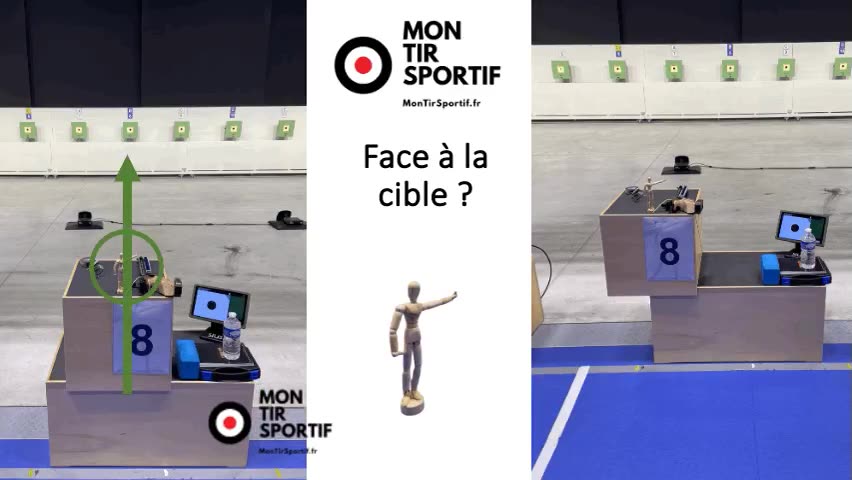 MON
TIR
SPORTIF
MonTirSportif.fr
Face à la
cible ?
8
8
MON
TIR
SPORTIF
MonTirSportif.fr